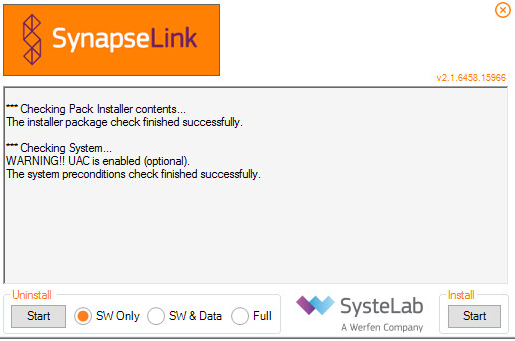 SynapseLink
v2.1.6458.15966
*** Checking Pack Installer contents...
The installer package check finished successfully.
*** Checking System...
WARNING!! UAC is enabled (optional).
The system preconditions check finished successfully.
Uninstall
Start SW Only SW & Data Full
SysteLab
A Werfen Company
Install
Start